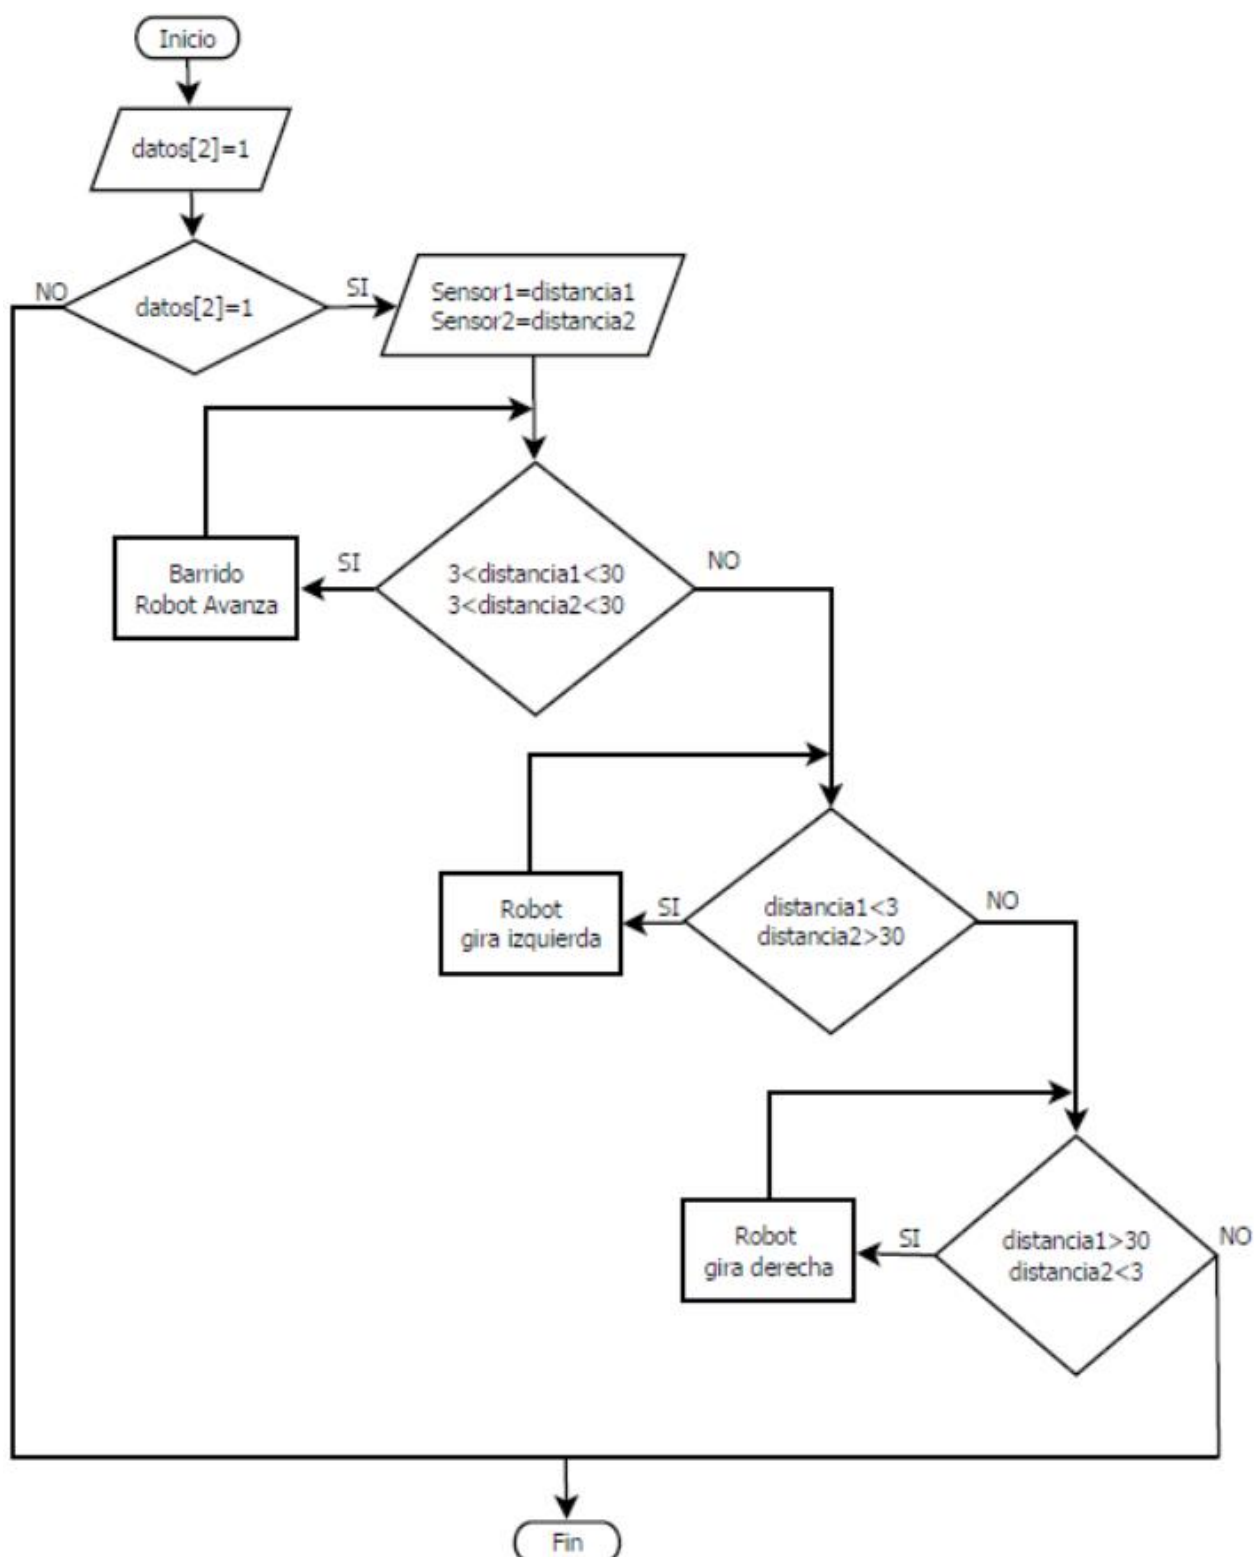 Inicio
datos[2]=1
datos[2]=1
NO
SI
Sensor1=distancia1
Sensor2=distancia2
3<distancia1<30
3<distancia2<30
SI
NO
Barrido
Robot Avanza
distancia1<3
distancia2>30
SI
NO
Robot
gira izquierda
distancia1>30
distancia2<3
SI
NO
Robot
gira derecha
Fin